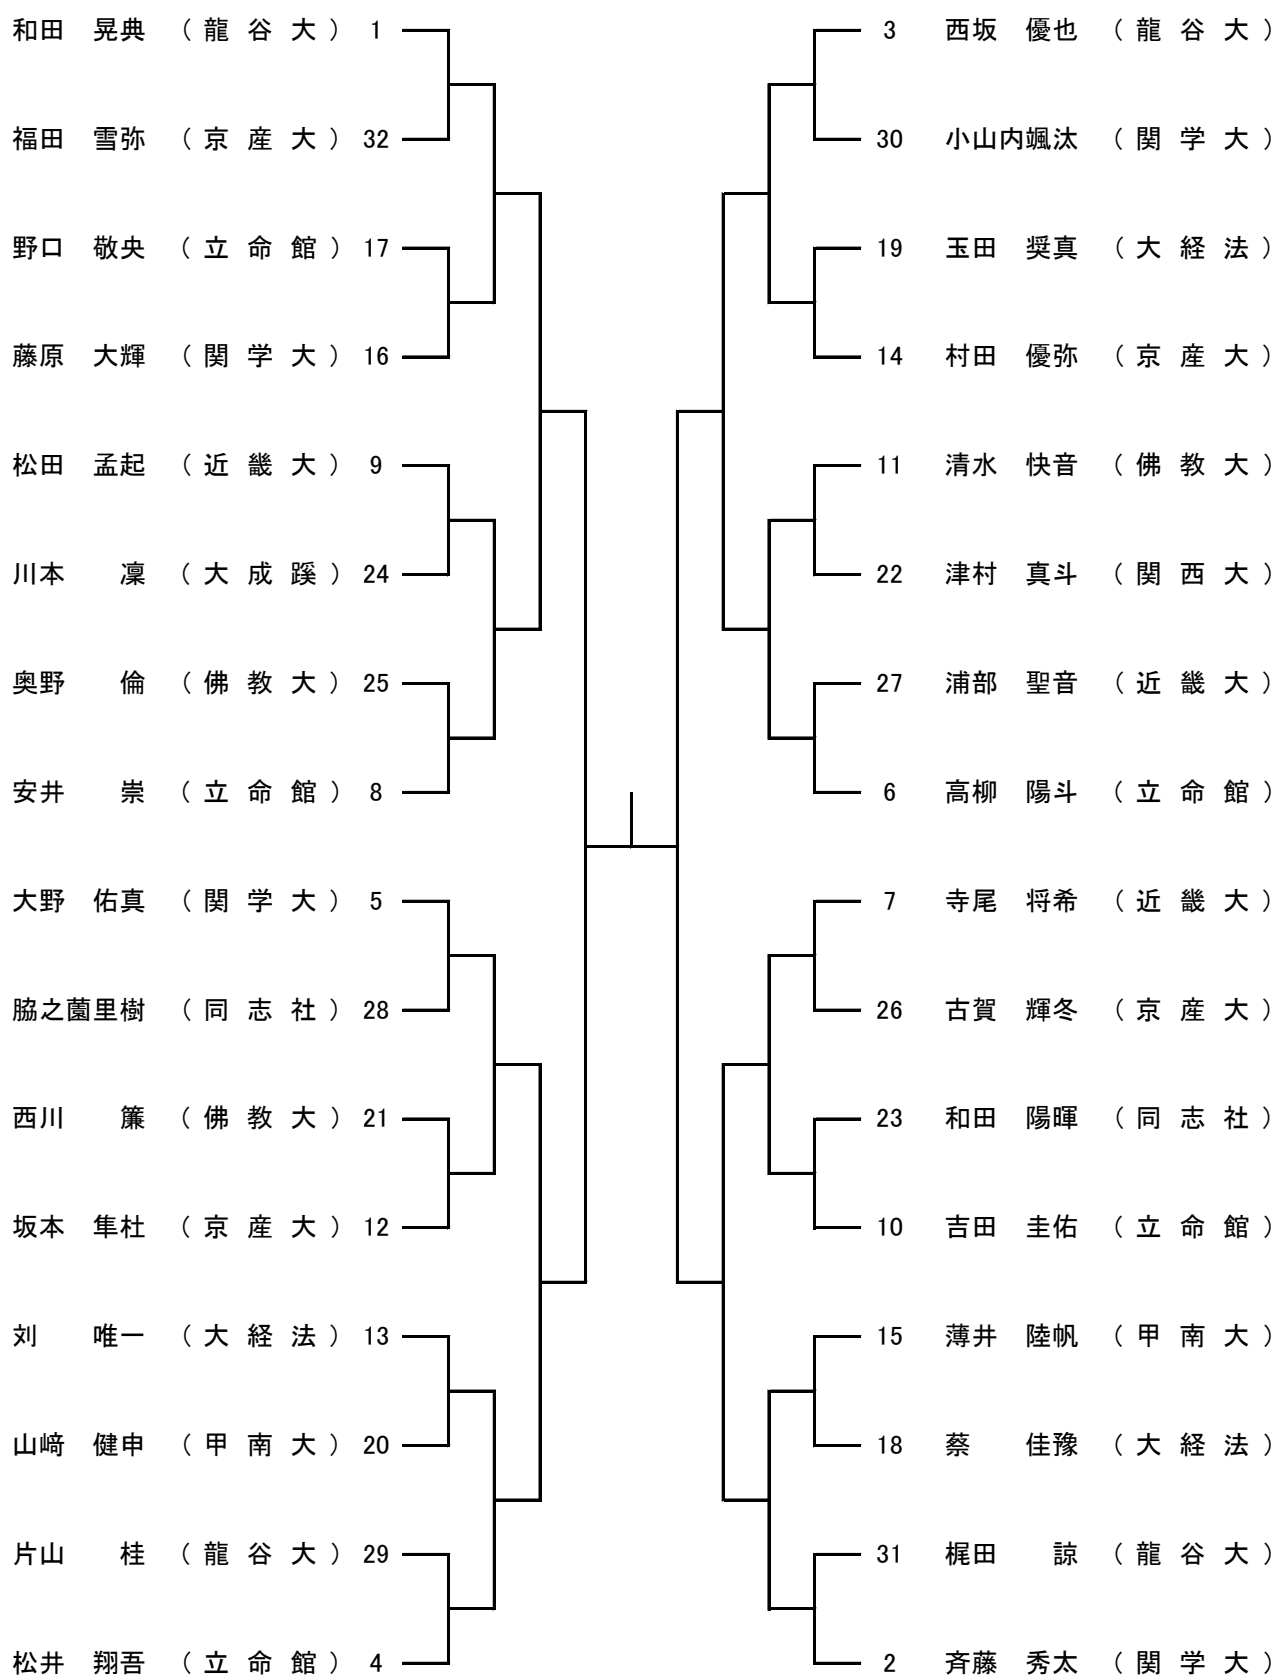 和田　晃典　（ 龍 谷 大 ） 1
福田　雪弥　（ 京 産 大 ） 32
野口　敬央　（ 立 命 館 ） 17
藤原　大輝　（ 関 学 大 ） 16
松田　孟起　（ 近 畿 大 ） 9
川本　　凜　（ 大 成 蹊 ） 24
奥野　　倫　（ 佛 教 大 ） 25
安井　　崇　（ 立 命 館 ） 8
大野　佑真　（ 関 学 大 ） 5
脇之薗里樹　（ 同 志 社 ） 28
西川　　簾　（ 佛 教 大 ） 21
坂本　隼杜　（ 京 産 大 ） 12
刘　　唯一　（ 大 経 法 ） 13
山﨑　健申　（ 甲 南 大 ） 20
片山　　桂　（ 龍 谷 大 ） 29
松井　翔吾　（ 立 命 館 ） 4
3　西坂　優也　（ 龍 谷 大 ）
30　小山内颯汰　（ 関 学 大 ）
19　玉田　奨真　（ 大 経 法 ）
14　村田　優弥　（ 京 産 大 ）
11　清水　快音　（ 佛 教 大 ）
22　津村　真斗　（ 関 西 大 ）
27　浦部　聖音　（ 近 畿 大 ）
6　高柳　陽斗　（ 立 命 館 ）
7　寺尾　将希　（ 近 畿 大 ）
26　古賀　輝冬　（ 京 産 大 ）
23　和田　陽暉　（ 同 志 社 ）
10　吉田　圭佑　（ 立 命 館 ）
15　薄井　陸帆　（ 甲 南 大 ）
18　蔡　　佳豫　（ 大 経 法 ）
31　梶田　　諒　（ 龍 谷 大 ）
2　斉藤　秀太　（ 関 学 大 ）